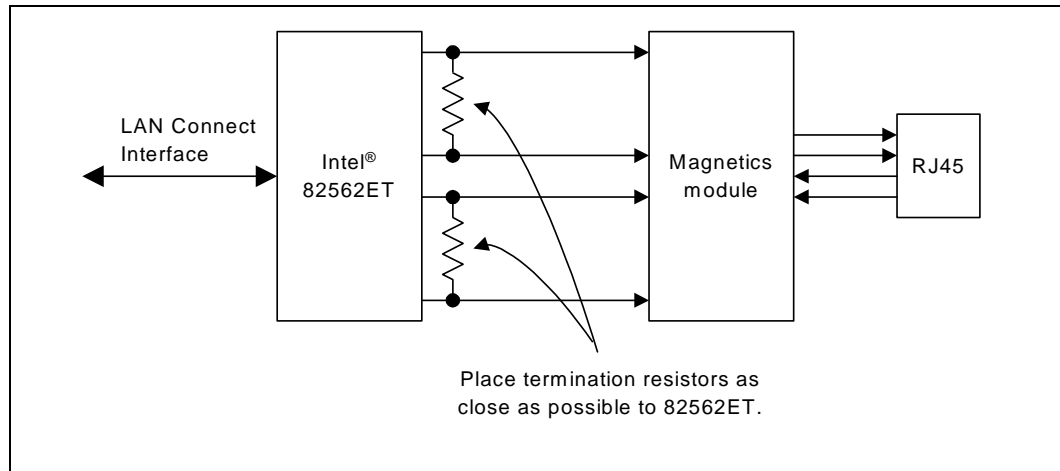 LAN Connect
Interface
Intel®
82562ET
Magnetics
module
RJ45
Place termination resistors as
close as possible to 82562ET.